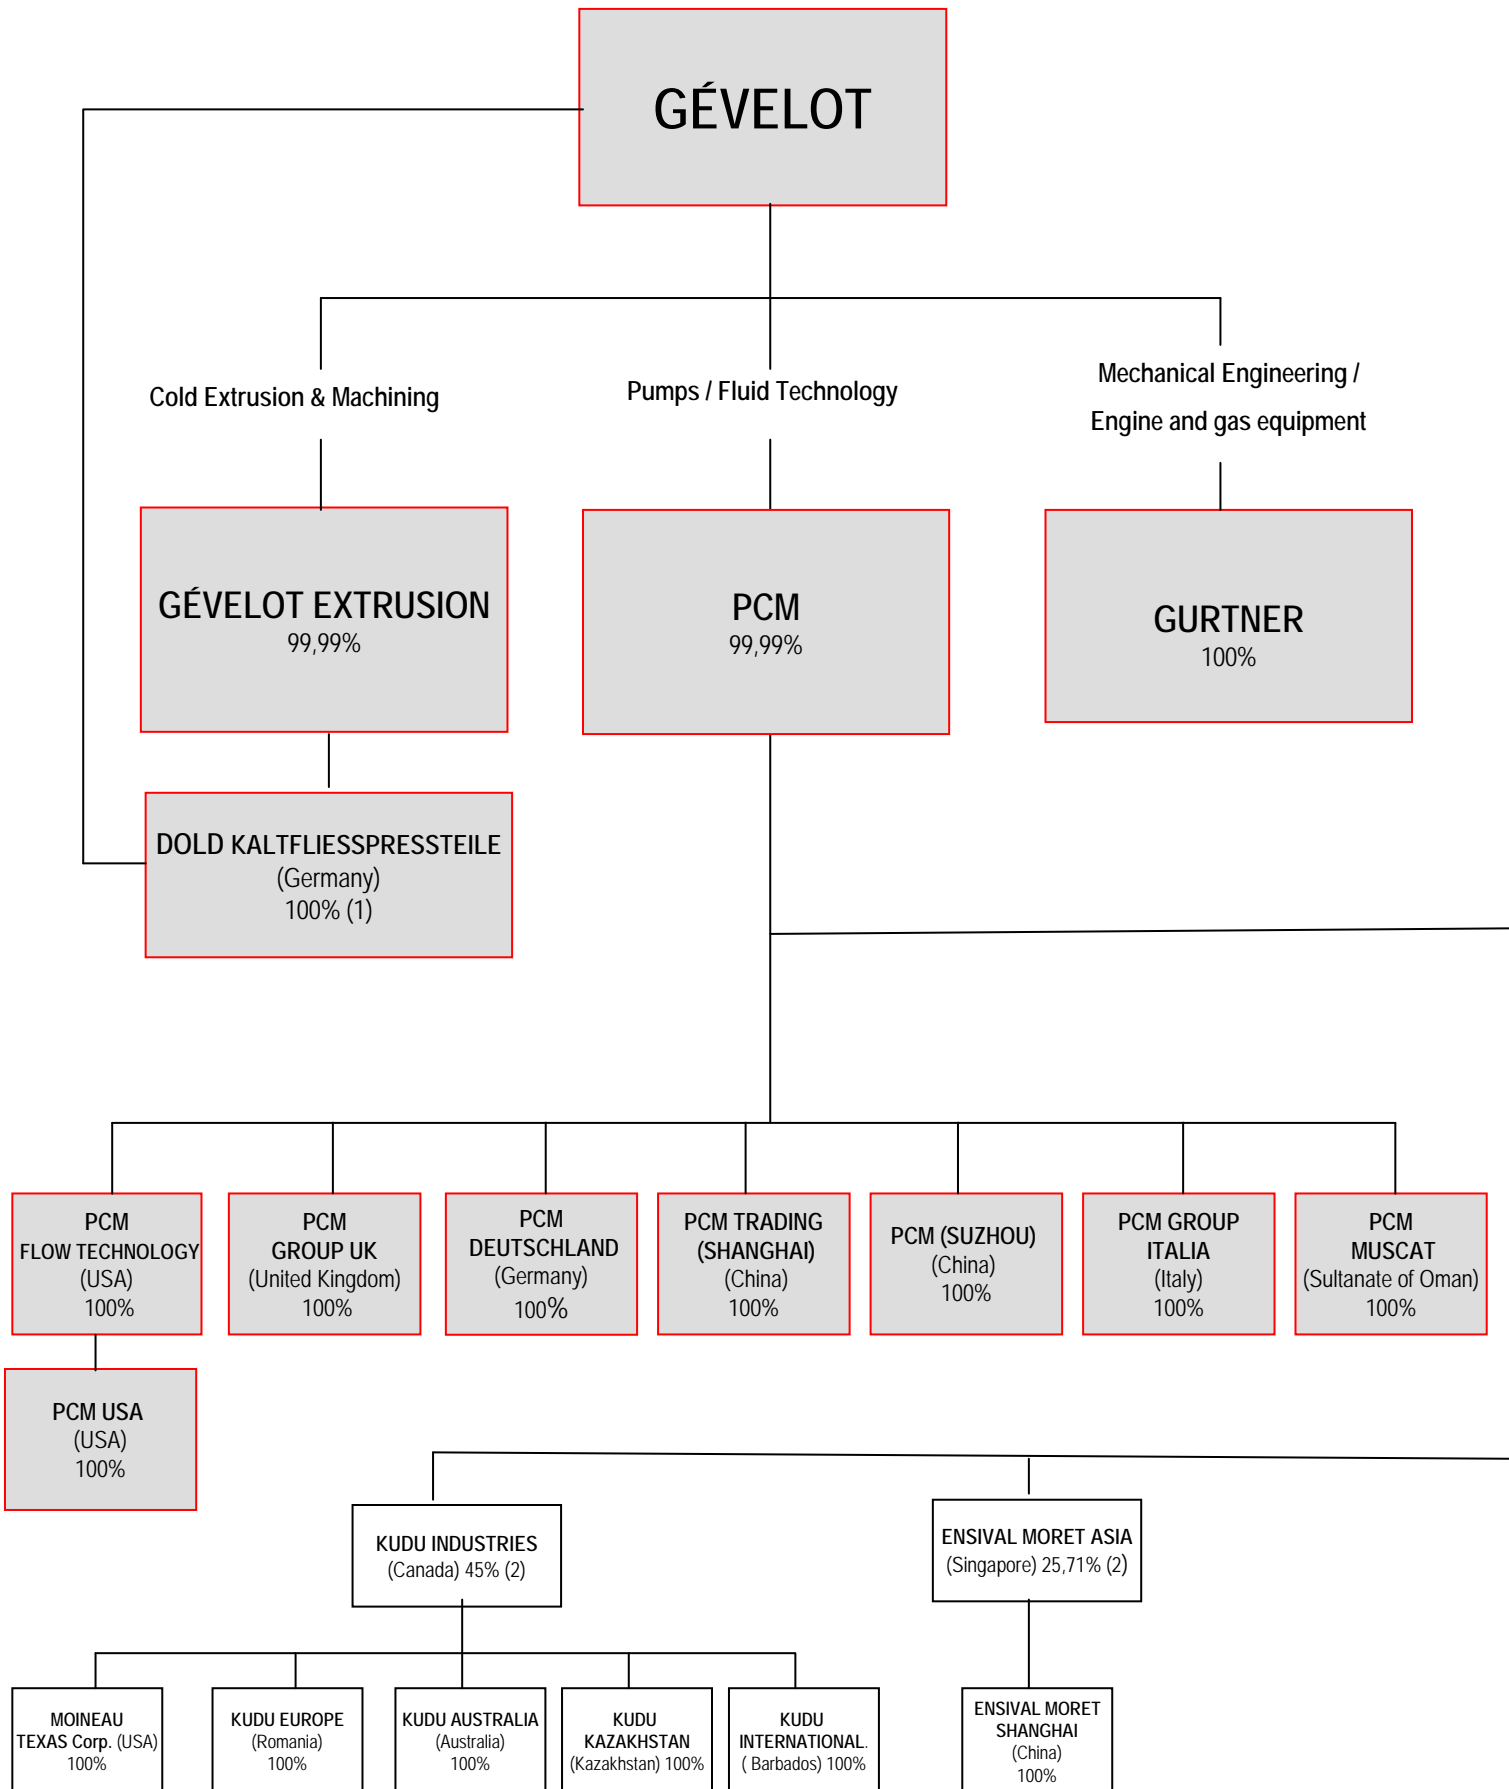 GÉVELOT
Cold Extrusion & Machining
Pumps / Fluid Technology
Mechanical Engineering /
Engine and gas equipment
GÉVELOT EXTRUSION
99,99%
PCM
99,99%
GURTNER
100%
DOLD KALTFLIESSPRESSTEILE
(Germany)
100% (1)
PCM
FLOW TECHNOLOGY
(USA)
100%
PCM
GROUP UK
(United Kingdom)
100%
PCM
DEUTSCHLAND
(Germany)
100%
PCM TRADING
(SHANGHAI)
(China)
100%
PCM (SUZHOU)
(China)
100%
PCM GROUP
ITALIA
(Italy)
100%
PCM
MUSCAT
(Sultanate of Oman)
100%
PCM USA
(USA)
100%
KUDU INDUSTRIES
(Canada) 45% (2)
ENSIVAL MORET ASIA
(Singapore) 25,71% (2)
MOINEAU
TEXAS Corp. (USA)
100%
KUDU EUROPE
(Romania)
100%
KUDU AUSTRALIA
(Australia)
100%
KUDU
KAZAKHSTAN
(Kazakhstan) 100%
KUDU
INTERNATIONAL.
( Barbados) 100%
ENSIVAL MORET
SHANGHAI
(China)
100%